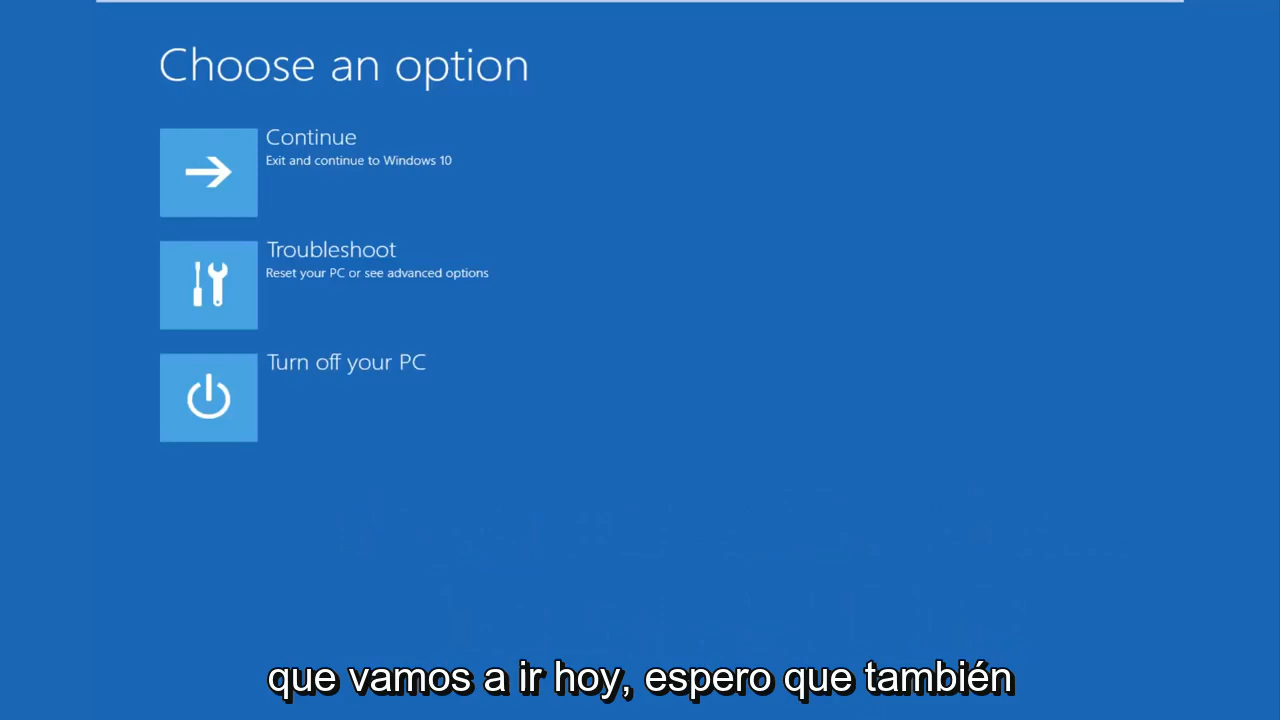 Choose an option
Continue
Exit and continue to Windows 10
Troubleshoot
Reset your PC or see advanced options
Turn off your PC
que vamos a ir hoy, espero que también